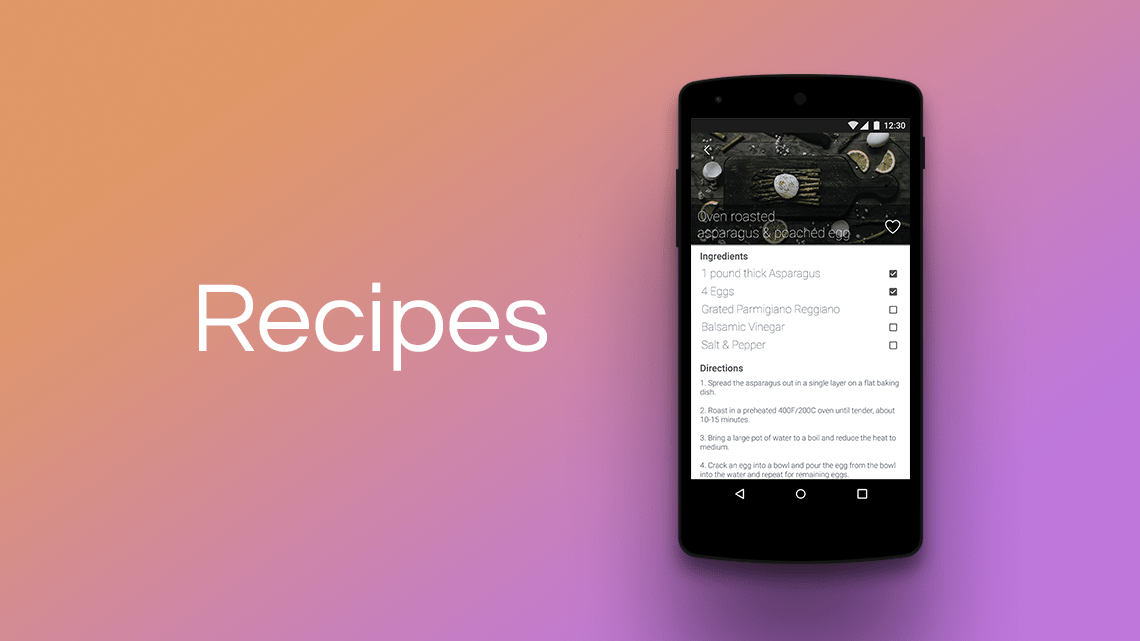 Recipes
12:30
Oven roasted
asparagus & poached egg
Ingredients
1 pound thick Asparagus
4 Eggs
Grated Parmigiano Reggiano
Balsamic Vinegar
Salt & Pepper
Directions
1. Spread the asparagus out in a single layer on a flat baking
dish.
2. Roast in a preheated 400F/200C oven until tender, about
10-15 minutes.
3. Bring a large pot of water to a boil and reduce the heat to
medium.
4. Crack an egg into a bowl and pour the egg from the bowl
into the water and repeat for remaining eggs.